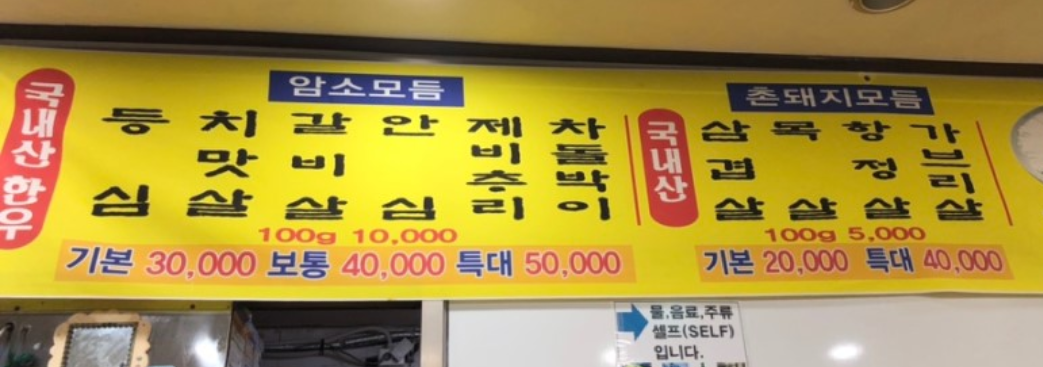 국내산 한우
암소모듬
등심
치맛살
갈비살
안심
제비추리
차돌박이
100g 10,000
기본 30,000 보통 40,000 특대 50,000
국내산
촌돼지모듬
삼겹살
목살
항정살
가브리살
100g 5,000
기본 20,000 특대 40,000
물,음료,주류
셀프(SELF)
입니다.